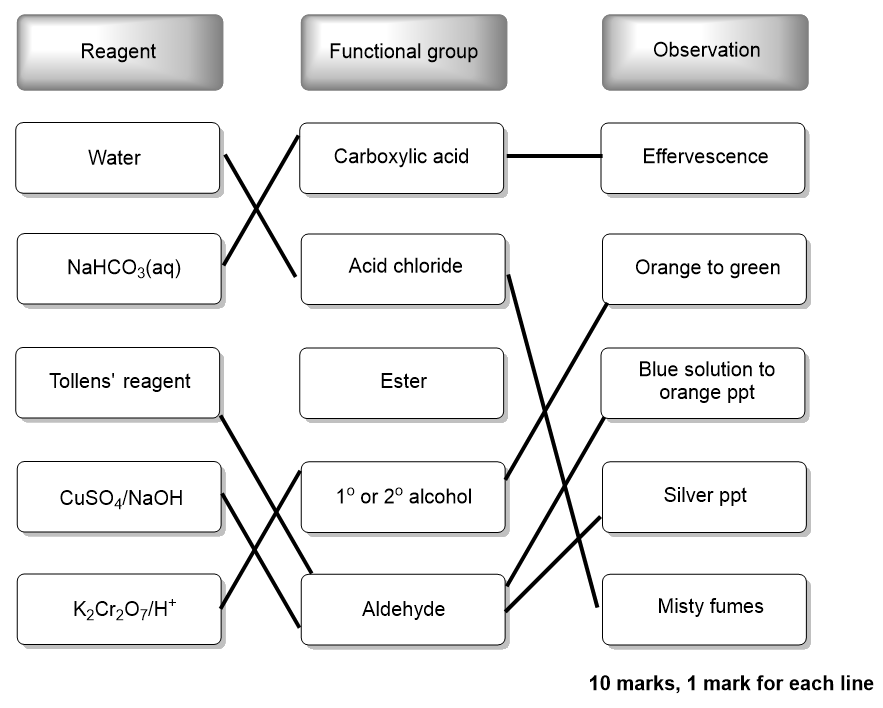 Reagent
Functional group
Observation
Water
Carboxylic acid
Effervescence
NaHCO₃(aq)
Acid chloride
Orange to green
Tollens' reagent
Ester
Blue solution to
orange ppt
CuSO₄/NaOH
1º or 2º alcohol
Silver ppt
K₂Cr₂O₇/H⁺
Aldehyde
Misty fumes
10 marks, 1 mark for each line